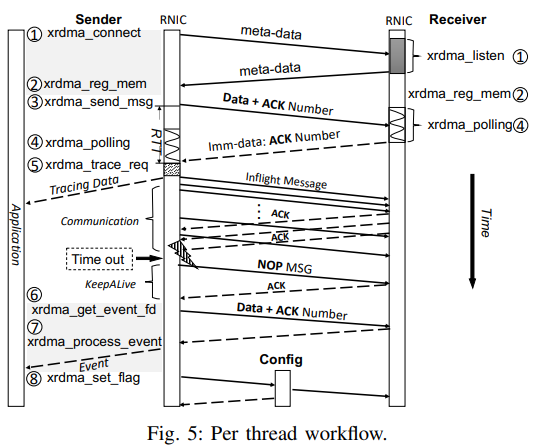 Sender
RNIC
RNIC
Receiver
① xrdma_connect
meta-data
xrdma_listen ①
meta-data
② xrdma_reg_mem
xrdma_reg_mem ②
③ xrdma_send_msg
Data + ACK Number
RTT
xrdma_polling ④
④ xrdma_polling
Imm-data: ACK Number
⑤ xrdma_trace_req
Inflight Message
Tracing Data
⋮
ACK
Communication
ACK
Application
Time
Time out
NOP MSG
KeepALive
ACK
⑥
xrdma_get_event_fd
Data + ACK Number
⑦
xrdma_process_event
Event
Config
⑧ xrdma_set_flag
Fig. 5: Per thread workflow.